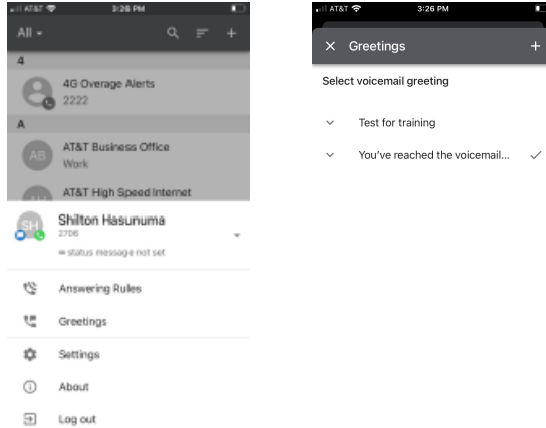 AT&T 3:26 PM
All
4
4G Overage Alerts
2222
A
AB
AT&T Business Office
Work
AT&T High Speed Internet
SH
Shilton Hasunuma
2706
status message not set
Answering Rules
Greetings
Settings
About
Log out
AT&T 3:26 PM
Greetings
Select voicemail greeting
Test for training
You've reached the voicemail...